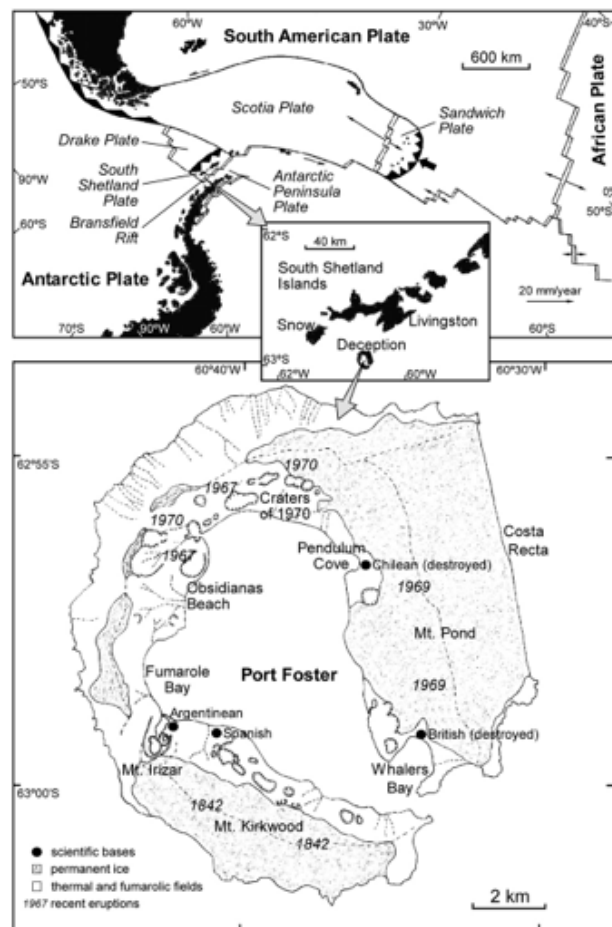 60°W
30°W
40°S
South American Plate
600 km
African Plate
50°S
Scotia Plate
Sandwich
Plate
Drake Plate
South
Shetland
Plate
Antarctic
Peninsula
Plate
90°W
Bransfield
Rift
60°S
50°S
Antarctic Plate
20 mm/year
70°S
90°W
60°W
60°S
62°S
40 km
South Shetland
Islands
Snow
Livingston
Deception
63°S
62°W
60°W
60°40'W
60°30'W
62°55'S
1970
1967
Craters
of 1970
1970
1967
Pendulum
Cove
Costa
Recta
Chilean (destroyed)
Obsidianas
Beach
1969
Mt. Pond
Fumarole
Bay
Port Foster
1969
Argentinean
Spanish
British (destroyed)
Mt. Irizar
Whalers
Bay
63°00'S
1842
Mt. Kirkwood
1842
scientific bases
permanent ice
thermal and fumarolic fields
1967 recent eruptions
2 km